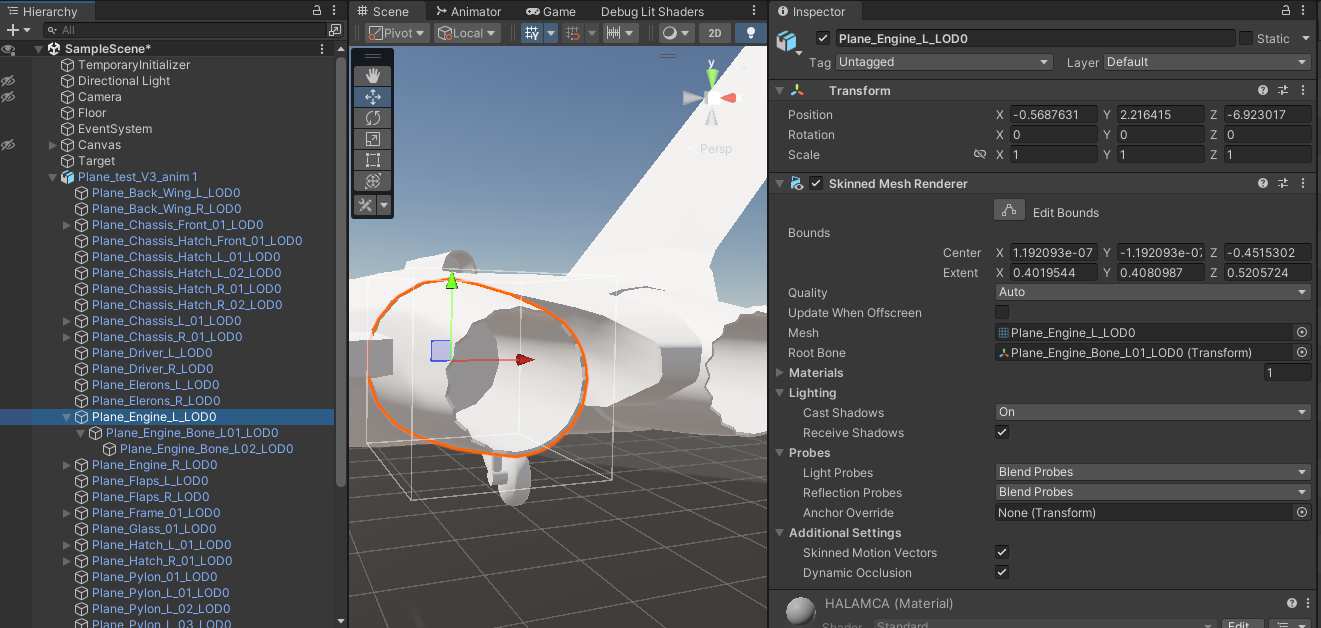 Hierarchy
All
SampleScene*
TemporaryInitializer
Directional Light
Camera
Floor
EventSystem
Canvas
Target
Plane_test_V3_anim 1
Plane_Back_Wing_L_LOD0
Plane_Back_Wing_R_LOD0
Plane_Chassis_Front_01_LOD0
Plane_Chassis_Hatch_Front_01_LOD0
Plane_Chassis_Hatch_L_01_LOD0
Plane_Chassis_Hatch_L_02_LOD0
Plane_Chassis_Hatch_R_01_LOD0
Plane_Chassis_Hatch_R_02_LOD0
Plane_Chassis_L_01_LOD0
Plane_Chassis_R_01_LOD0
Plane_Driver_L_LOD0
Plane_Driver_R_LOD0
Plane_Elerons_L_LOD0
Plane_Elerons_R_LOD0
Plane_Engine_L_LOD0
Plane_Engine_Bone_L01_LOD0
Plane_Engine_Bone_L02_LOD0
Plane_Engine_R_LOD0
Plane_Flaps_L_LOD0
Plane_Flaps_R_LOD0
Plane_Frame_01_LOD0
Plane_Glass_01_LOD0
Plane_Hatch_L_01_LOD0
Plane_Hatch_R_01_LOD0
Plane_Pylon_01_LOD0
Plane_Pylon_L_01_LOD0
Plane_Pylon_L_02_LOD0
Plane_Pylon_L_03_LOD0
Scene Animator Game Debug Lit Shaders
Pivot Local 2D
y
Persp
Inspector
Plane_Engine_L_LOD0 Static
Tag Untagged Layer Default
Transform
Position X -0.5687631 Y 2.216415 Z -6.923017
Rotation X 0 Y 0 Z 0
Scale X 1 Y 1 Z 1
Skinned Mesh Renderer
Edit Bounds
Bounds
Center X 1.192093e-07 Y -1.192093e-07 Z -0.4515302
Extent X 0.4019544 Y 0.4080987 Z 0.5205724
Quality Auto
Update When Offscreen
Mesh Plane_Engine_L_LOD0
Root Bone Plane_Engine_Bone_L01_LOD0 (Transform)
Materials 1
Lighting
Cast Shadows On
Receive Shadows
Probes
Light Probes Blend Probes
Reflection Probes Blend Probes
Anchor Override None (Transform)
Additional Settings
Skinned Motion Vectors
Dynamic Occlusion
HALAMCA (Material)
Shader Standard Edit...